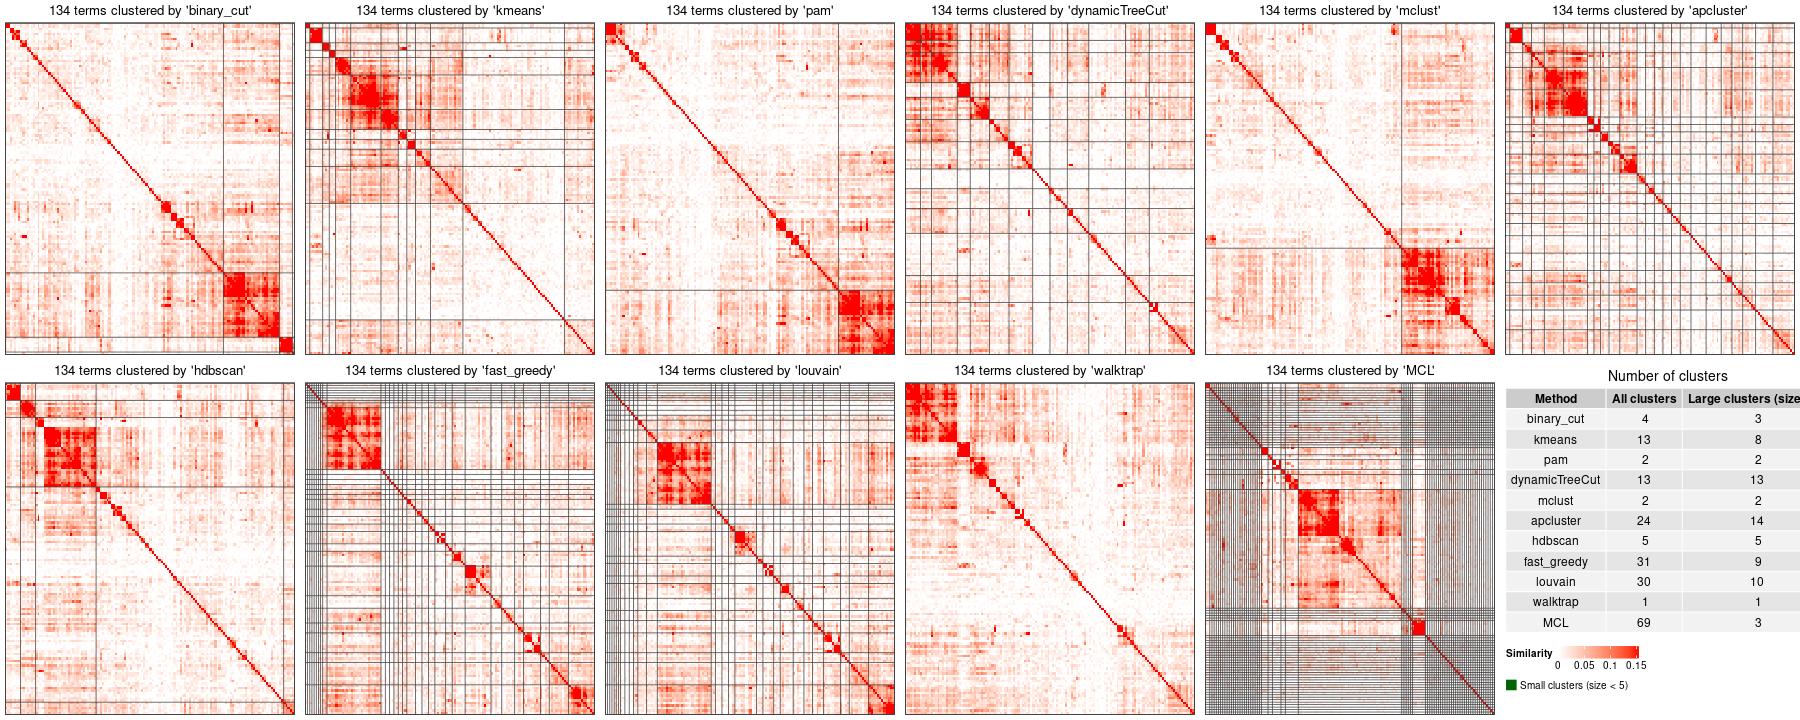 134 terms clustered by 'binary_cut'
134 terms clustered by 'kmeans'
134 terms clustered by 'pam'
134 terms clustered by 'dynamicTreeCut'
134 terms clustered by 'mclust'
134 terms clustered by 'apcluster'
134 terms clustered by 'hdbscan'
134 terms clustered by 'fast_greedy'
134 terms clustered by 'louvain'
134 terms clustered by 'walktrap'
134 terms clustered by 'MCL'
Number of clusters
Method All clusters Large clusters (size
binary_cut 4 3
kmeans 13 8
pam 2 2
dynamicTreeCut 13 13
mclust 2 2
apcluster 24 14
hdbscan 5 5
fast_greedy 31 9
louvain 30 10
walktrap 1 1
MCL 69 3
Similarity
0 0.05 0.1 0.15
Small clusters (size < 5)